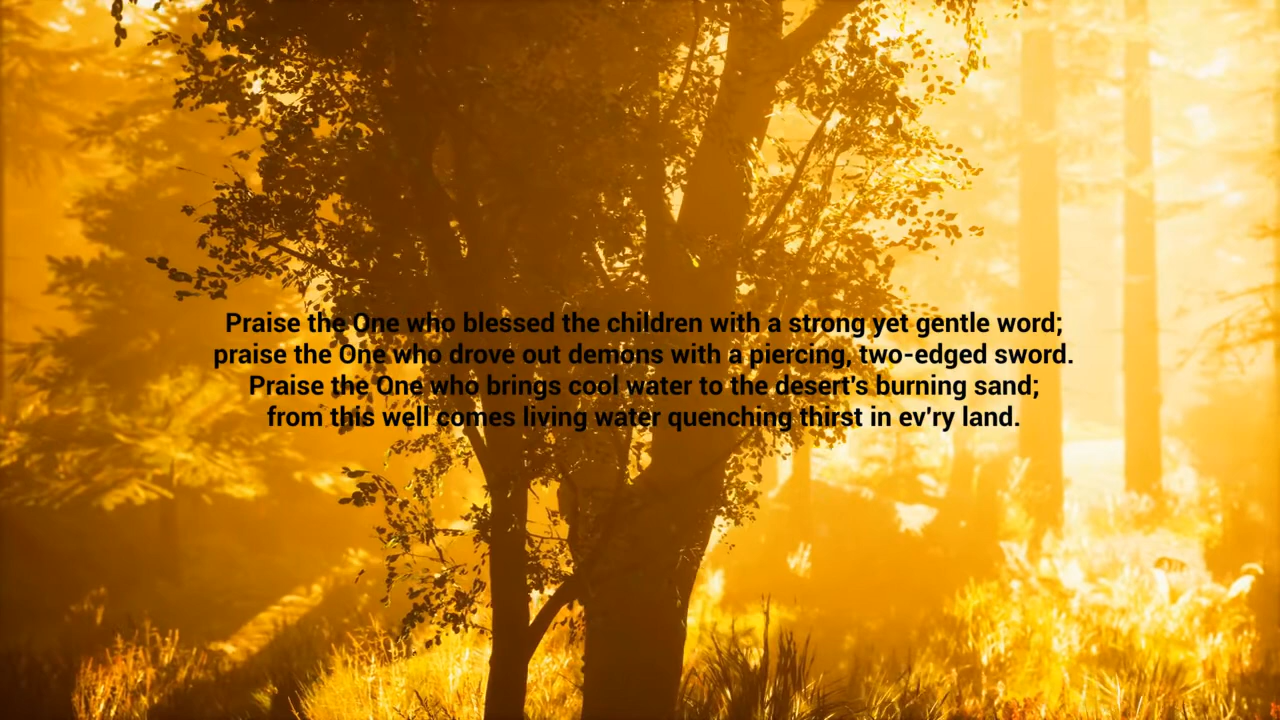 Praise the One who blessed the children with a strong yet gentle word;
praise the One who drove out demons with a piercing, two-edged sword.
Praise the One who brings cool water to the desert's burning sand;
from this well comes living water quenching thirst in ev'ry land.